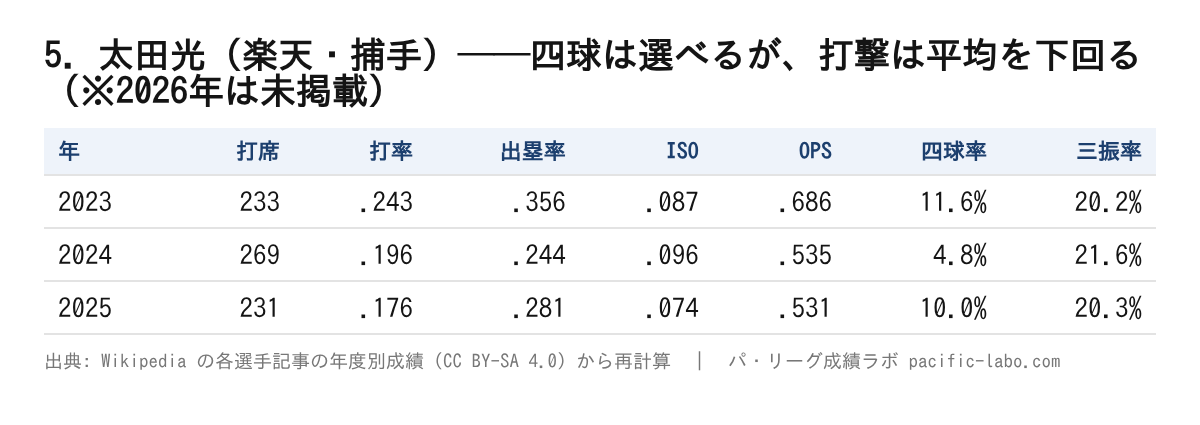 5. 太田光（楽天・捕手）――四球は選べるが、打撃は平均を下回る
（※2026年は未掲載）
年 打席 打率 出塁率 ISO OPS 四球率 三振率
2023 233 .243 .356 .087 .686 11.6% 20.2%
2024 269 .196 .244 .096 .535 4.8% 21.6%
2025 231 .176 .281 .074 .531 10.0% 20.3%
出典: Wikipedia の各選手記事の年度別成績（CC BY-SA 4.0）から再計算 | パ・リーグ成績ラボ pacific-labo.com